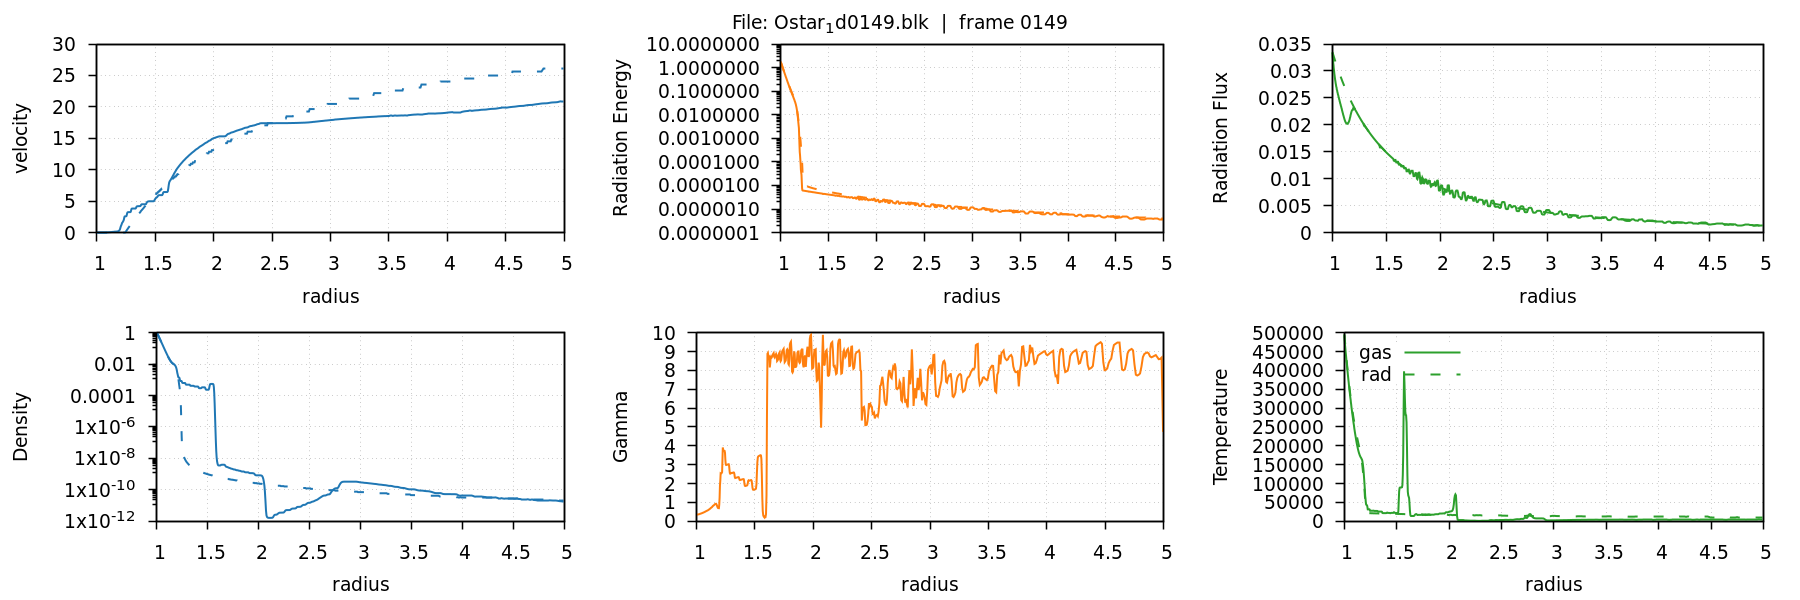 File: Ostar₁d0149.blk | frame 0149
velocity
30
25
20
15
10
5
0
1 1.5 2 2.5 3 3.5 4 4.5 5
radius
Radiation Energy
10.0000000
1.0000000
0.1000000
0.0100000
0.0010000
0.0001000
0.0000100
0.0000010
0.0000001
1 1.5 2 2.5 3 3.5 4 4.5 5
radius
Radiation Flux
0.035
0.03
0.025
0.02
0.015
0.01
0.005
0
1 1.5 2 2.5 3 3.5 4 4.5 5
radius
Density
1
0.01
0.0001
1x10⁻⁶
1x10⁻⁸
1x10⁻¹⁰
1x10⁻¹²
1 1.5 2 2.5 3 3.5 4 4.5 5
radius
Gamma
10
9
8
7
6
5
4
3
2
1
0
1 1.5 2 2.5 3 3.5 4 4.5 5
radius
Temperature
500000
450000
400000
350000
300000
250000
200000
150000
100000
50000
0
gas
rad
1 1.5 2 2.5 3 3.5 4 4.5 5
radius